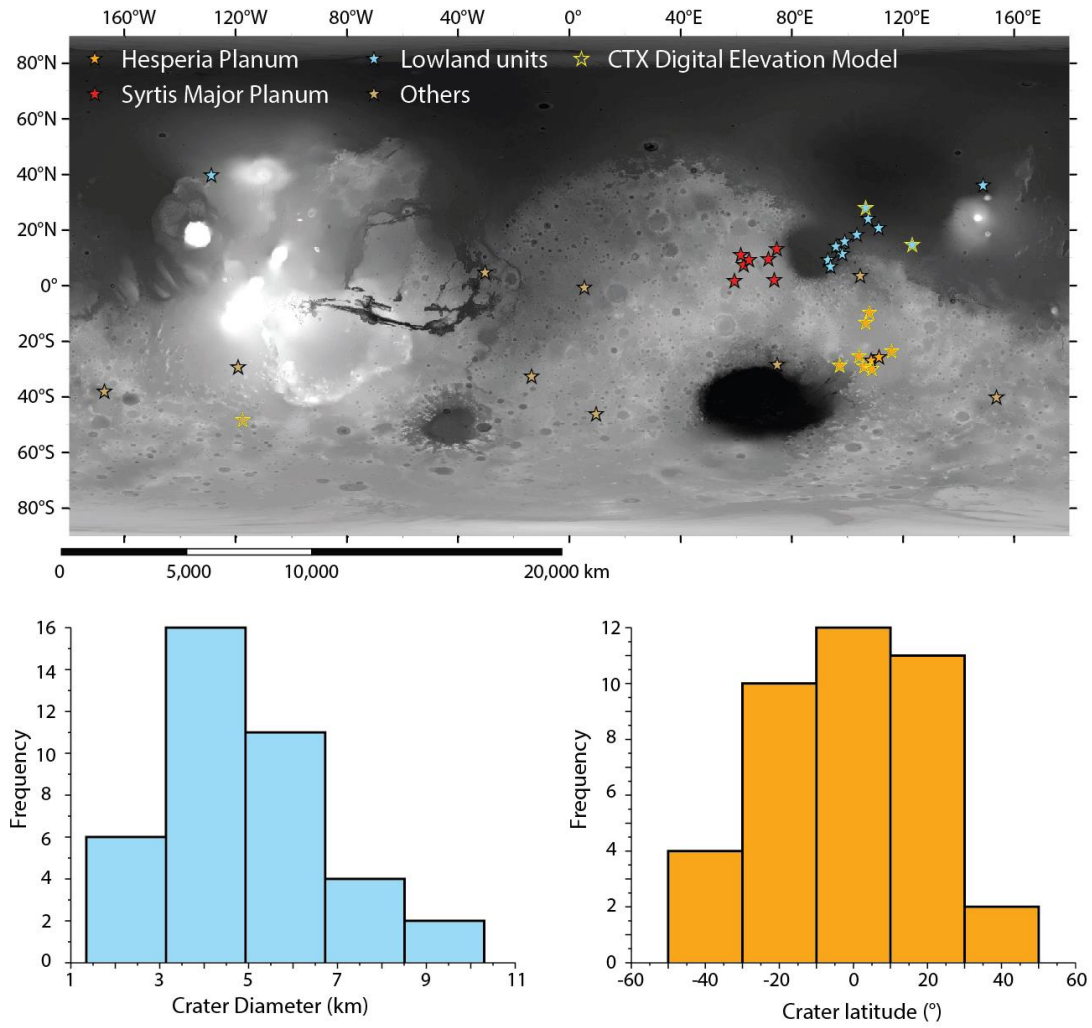 160°W 120°W 80°W 40°W 0° 40°E 80°E 120°E 160°E
80°N
Hesperia Planum Lowland units CTX Digital Elevation Model
Syrtis Major Planum Others
60°N
40°N
20°N
0°
20°S
40°S
60°S
80°S
0 5,000 10,000 20,000 km
16
14
12
10
8
6
4
2
0
Frequency
1 3 5 7 9 11
Crater Diameter (km)
12
10
8
6
4
2
0
Frequency
-60 -40 -20 0 20 40 60
Crater latitude (°)